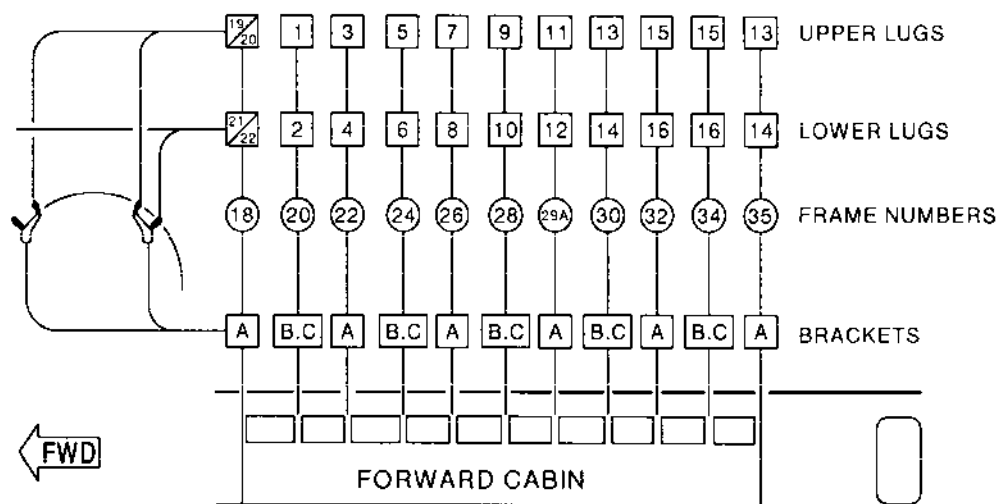 19/20 1 3 5 7 9 11 13 15 15 13 UPPER LUGS
21/22 2 4 6 8 10 12 14 16 16 14 LOWER LUGS
18 20 22 24 26 28 29A 30 32 34 35 FRAME NUMBERS
A B.C A B.C A B.C A B.C A B.C A BRACKETS
FWD
FORWARD CABIN